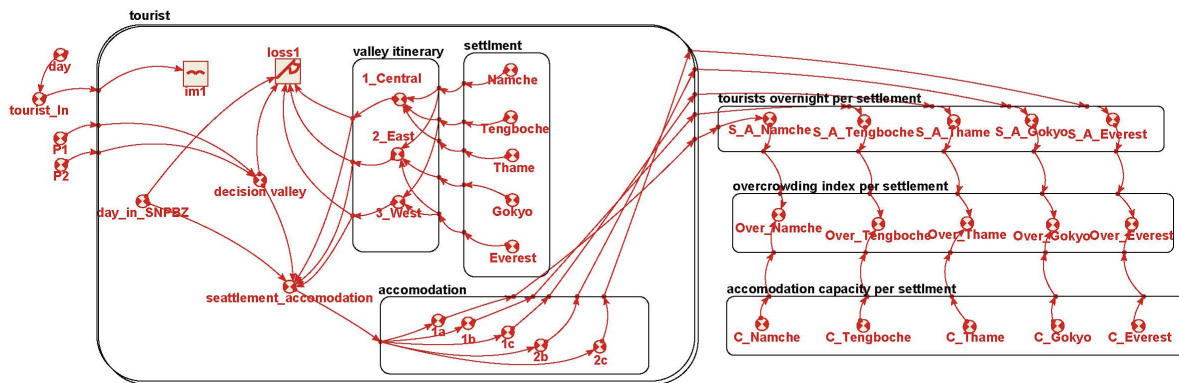 tourist
day
tourist_In
P1
P2
im1
loss1
decision valley
day_in_SNPBZ
seattlement_accomodation
valley itinerary
1_Central
2_East
3_West
settlment
Namche
Tengboche
Thame
Gokyo
Everest
accomodation
1a
1b
1c
2b
2c
tourists overnight per settlement
S_A_Namche
S_A_Tengboche
S_A_Thame
S_A_Gokyo
S_A_Everest
overcrowding index per settlement
Over_Namche
Over_Tengboche
Over_Thame
Over_Gokyo
Over_Everest
accomodation capacity per settlment
C_Namche
C_Tengboche
C_Thame
C_Gokyo
C_Everest